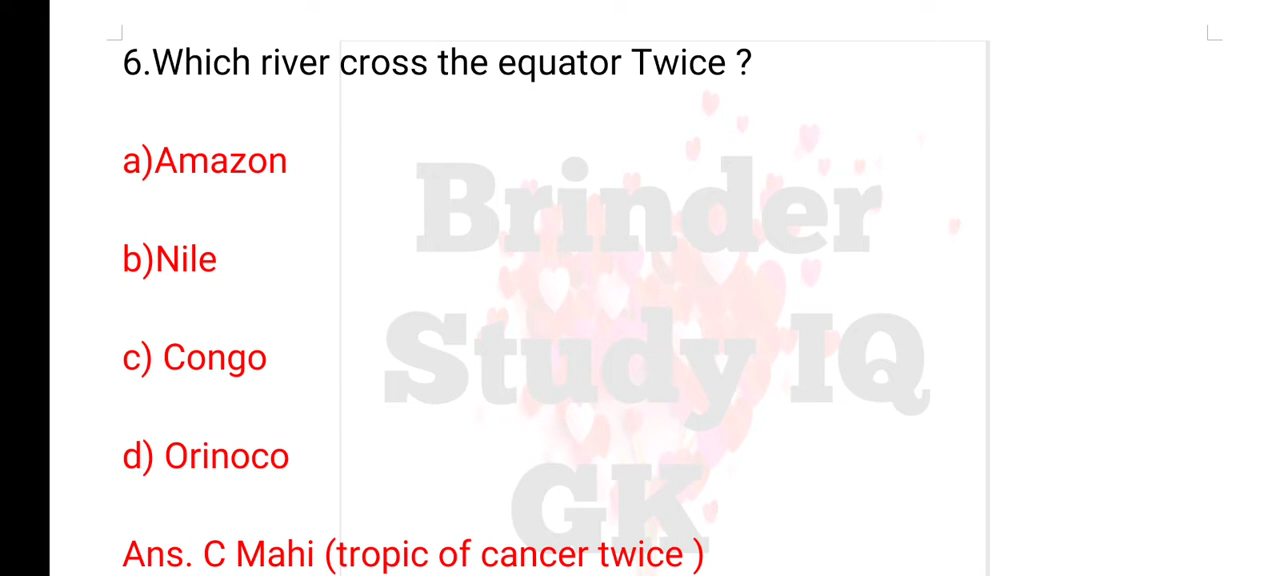 6.Which river cross the equator Twice ?
a)Amazon
b)Nile
c) Congo
d) Orinoco
Ans. C Mahi (tropic of cancer twice )
Brinder
Study IQ
GK